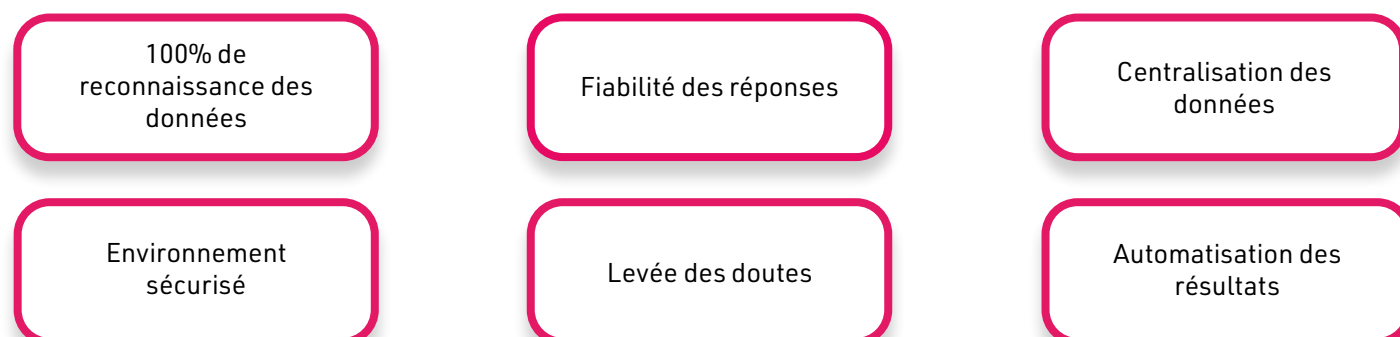 100% de
reconnaissance des
données
Fiabilité des réponses
Centralisation des
données
Environnement
sécurisé
Levée des doutes
Automatisation des
résultats